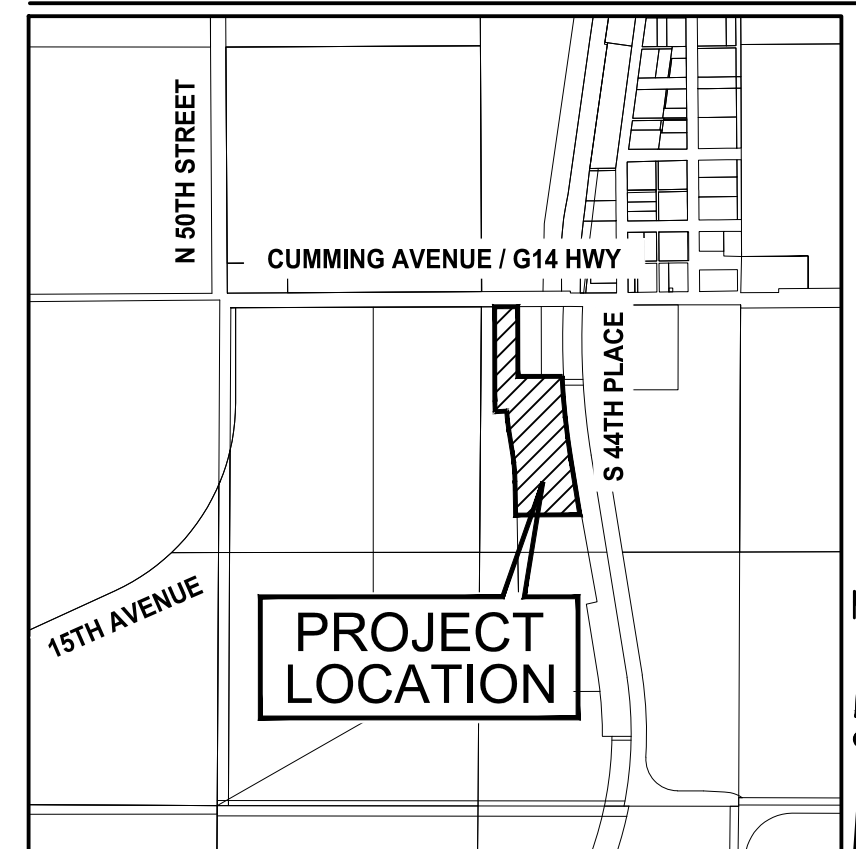 N 50TH STREET
CUMMING AVENUE / G14 HWY
S 44TH PLACE
15TH AVENUE
PROJECT
LOCATION